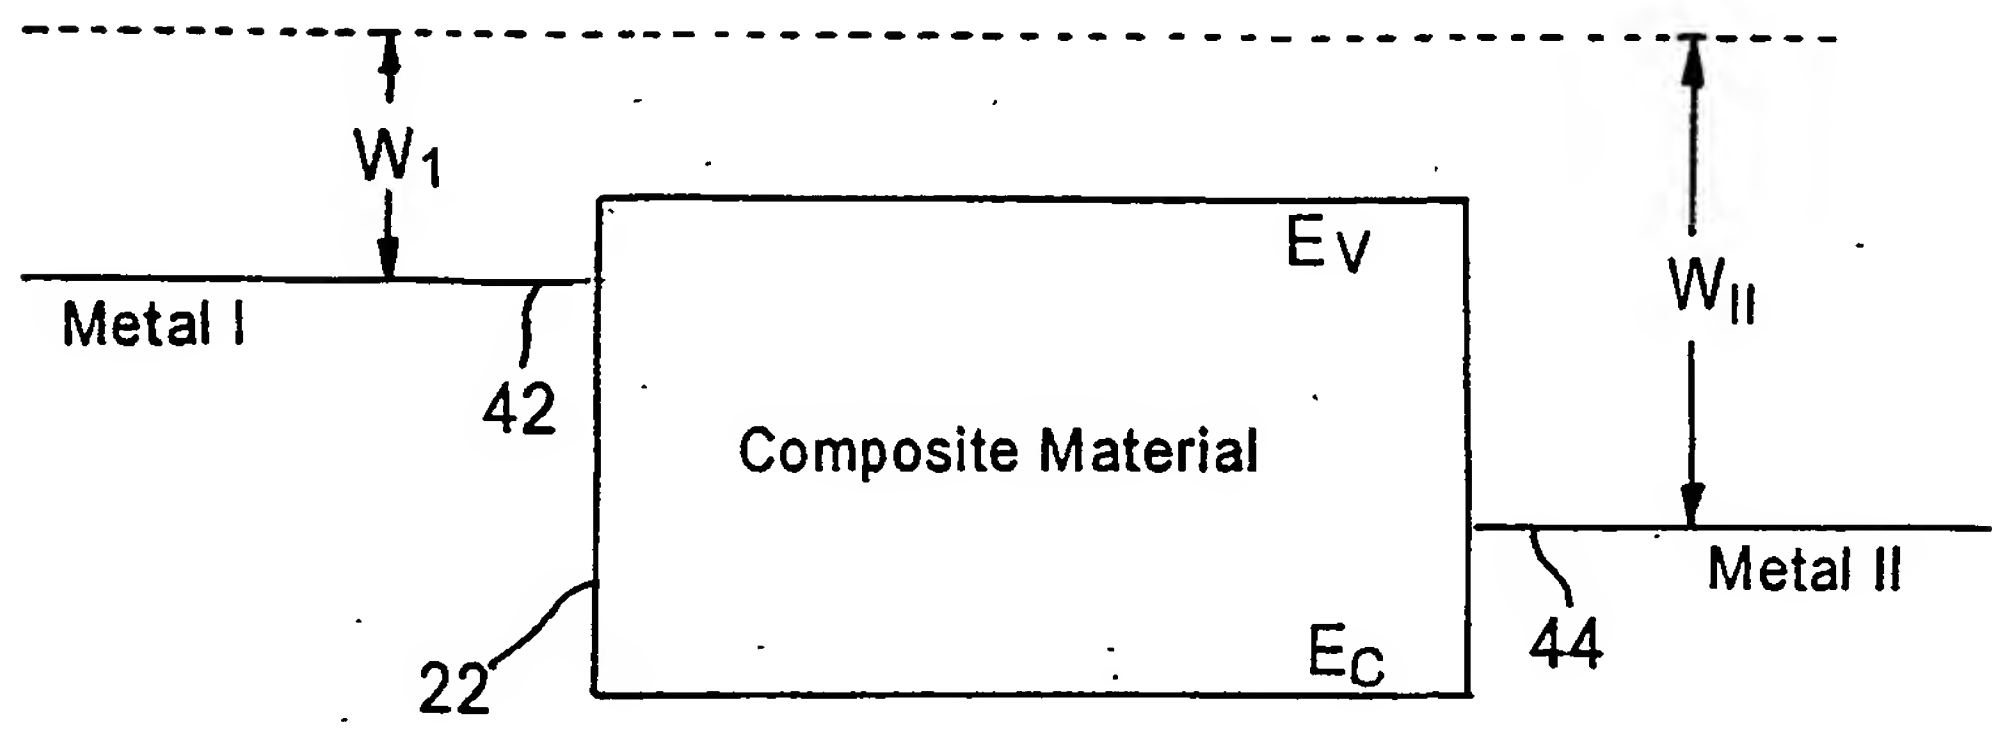 W1
EV
WII
Metal I
42
Composite Material
Metal II
44
EC
22